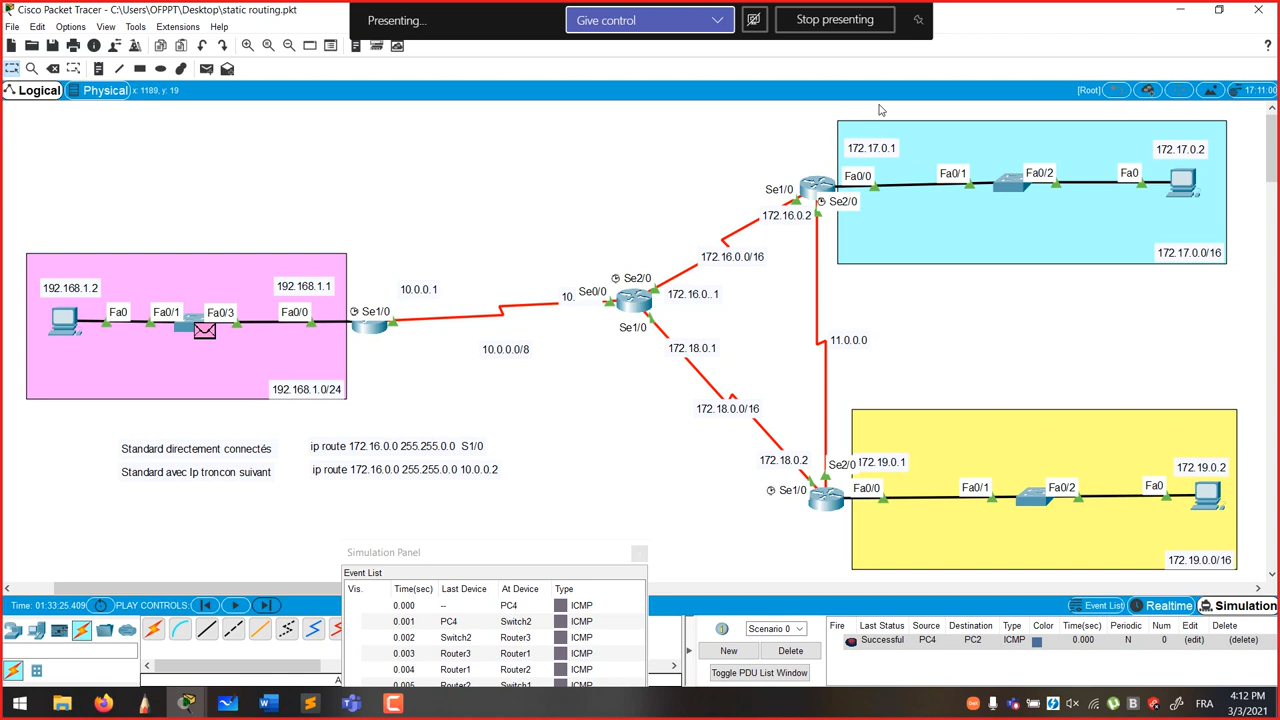 Cisco Packet Tracer - C:\Users\OFPPT\Desktop\static routing.pkt
Presenting...
Give control
Stop presenting
File Edit Options View Tools Extensions Help
?
Logical
Physical
x: 1189, y: 19
[Root]
17:11:00
172.17.0.1
172.17.0.2
Fa0/0
Fa0/1
Fa0/2
Fa0
Se1/0
Se2/0
172.16.0.2
172.17.0.0/16
172.16.0.0/16
192.168.1.2
192.168.1.1
10.0.0.1
Se2/0
Se0/0
10.
172.16.0..1
Fa0
Fa0/1
Fa0/3
Fa0/0
Se1/0
Se1/0
172.18.0.1
11.0.0.0
10.0.0.0/8
192.168.1.0/24
172.18.0.0/16
Standard directement connectés
ip route 172.16.0.0 255.255.0.0 S1/0
Standard avec Ip troncon suivant
ip route 172.16.0.0 255.255.0.0 10.0.0.2
172.18.0.2
Se2/0
172.19.0.1
172.19.0.2
Se1/0
Fa0/0
Fa0/1
Fa0/2
Fa0
172.19.0.0/16
Simulation Panel
Event List
Vis. Time(sec) Last Device At Device Type
0.000 -- PC4 ICMP
0.001 PC4 Switch2 ICMP
0.002 Switch2 Router3 ICMP
0.003 Router3 Router1 ICMP
0.004 Router1 Router2 ICMP
0.005 Router2 Switch1 ICMP
Time: 01:33:25.409
PLAY CONTROLS:
Event List
Realtime
Simulation
Scenario 0
New
Delete
Toggle PDU List Window
Fire Last Status Source Destination Type Color Time(sec) Periodic Num Edit Delete
Successful PC4 PC2 ICMP 0.000 N 0 (edit) (delete)
FRA
4:12 PM
3/3/2021